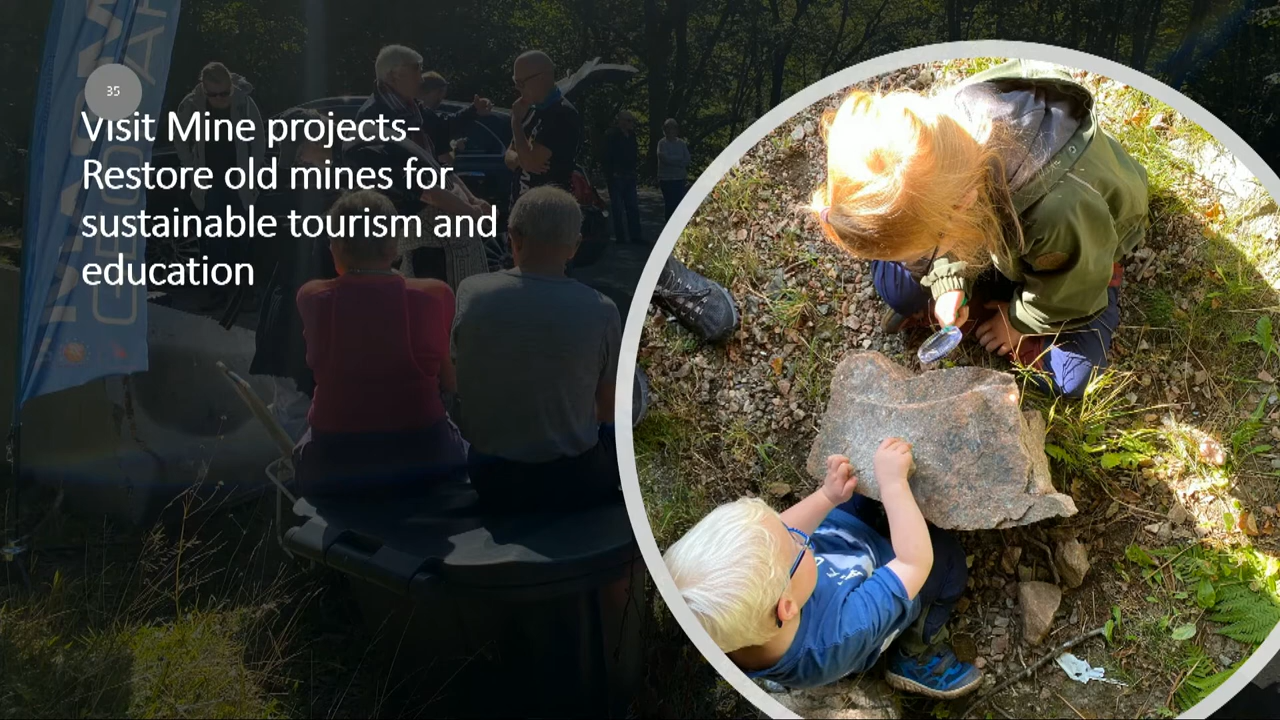 35
Visit Mine projects-
Restore old mines for
sustainable tourism and
education